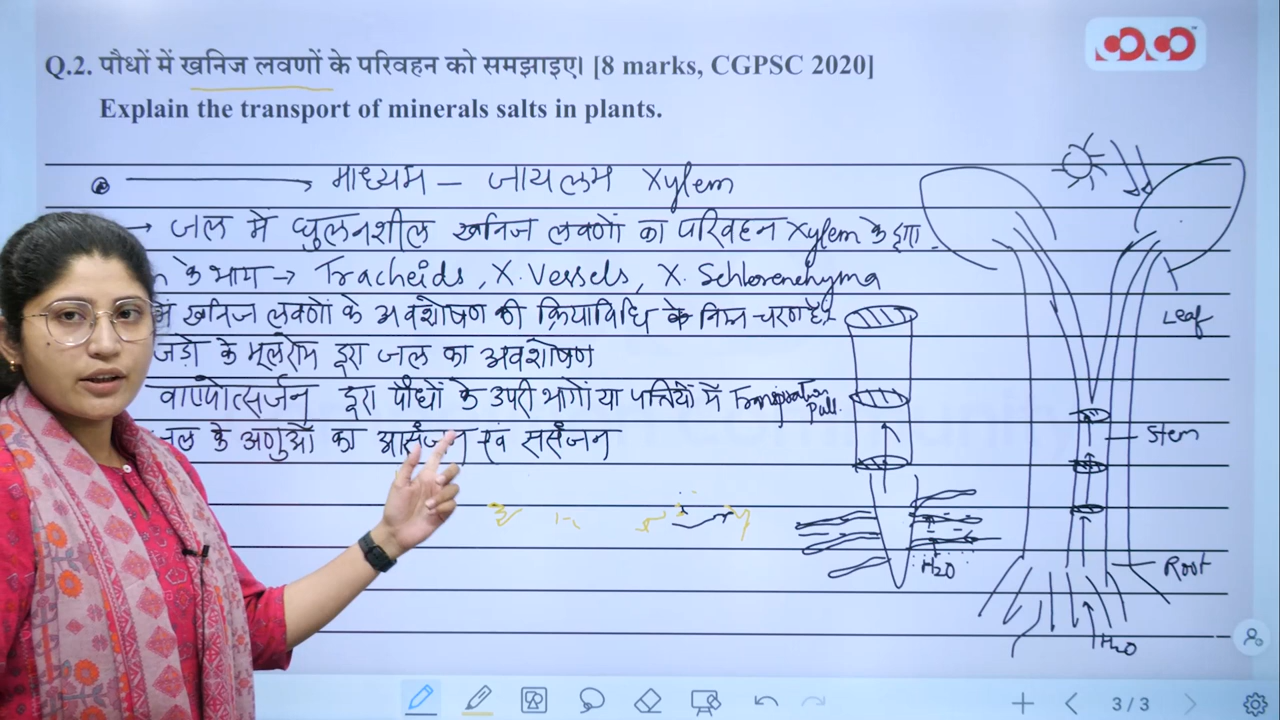 Q.2. पौधों में खनिज लवणों के परिवहन को समझाइए। [8 marks, CGPSC 2020]
Explain the transport of minerals salts in plants.
माध्यम – जायलम Xylem
→ जल में घुलनशील खनिज लवणों का परिवहन Xylem के द्वारा
के भाग → Tracheids, X. Vessels, X. Schlorenchyma
में खनिज लवणों के अवशोषण की क्रियाविधि के निम्न चरण हैं:-
जड़ो के मूलरोम द्वारा जल का अवशोषण
वाष्पोत्सर्जन द्वारा पौधों के उपरी भागों या पत्तियों में Transpiration Pull.
जल के अणुओं का आसंजन एवं ससंजन
Leaf
Stem
Root
H2O
H2O
3/3